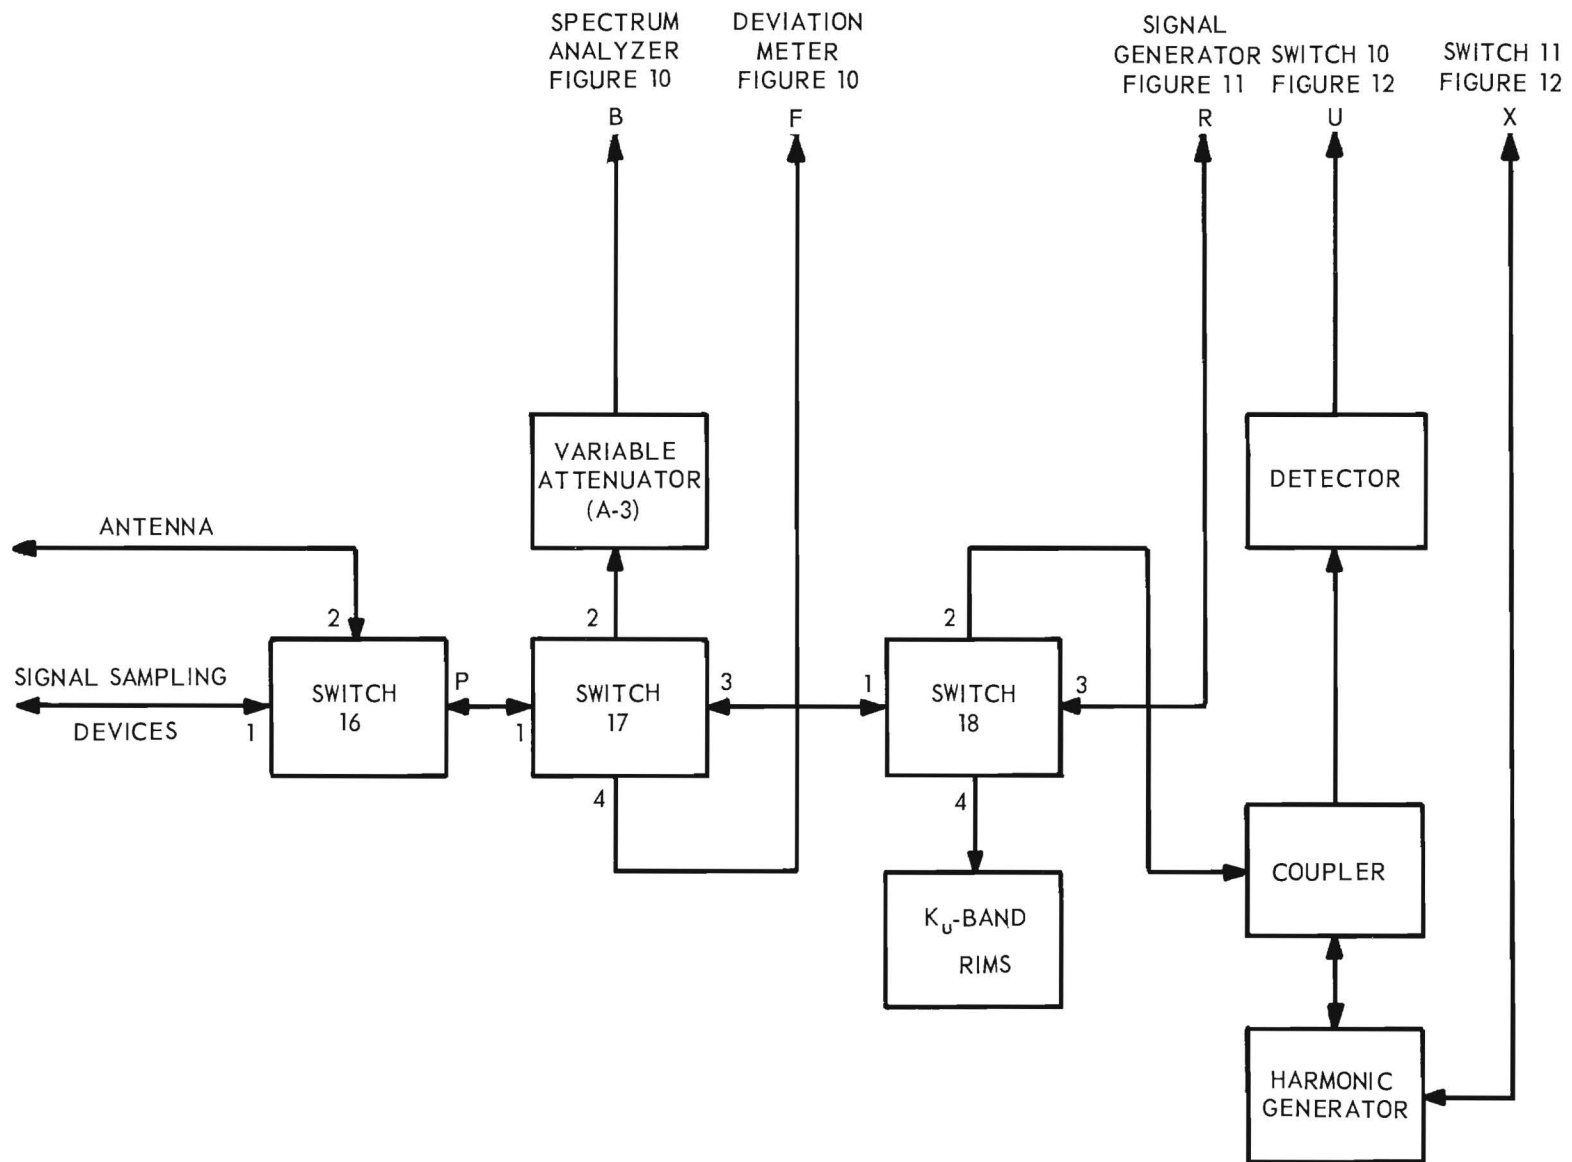 SPECTRUM
ANALYZER
FIGURE 10
B
DEVIATION
METER
FIGURE 10
F
SIGNAL
GENERATOR
FIGURE 11
R
SWITCH 10
FIGURE 12
U
SWITCH 11
FIGURE 12
X
VARIABLE
ATTENUATOR
(A-3)
DETECTOR
ANTENNA
2
2
2
SIGNAL SAMPLING
DEVICES
1
SWITCH
16
P
1
SWITCH
17
3
1
SWITCH
18
3
4
4
COUPLER
Ku-BAND
RIMS
HARMONIC
GENERATOR